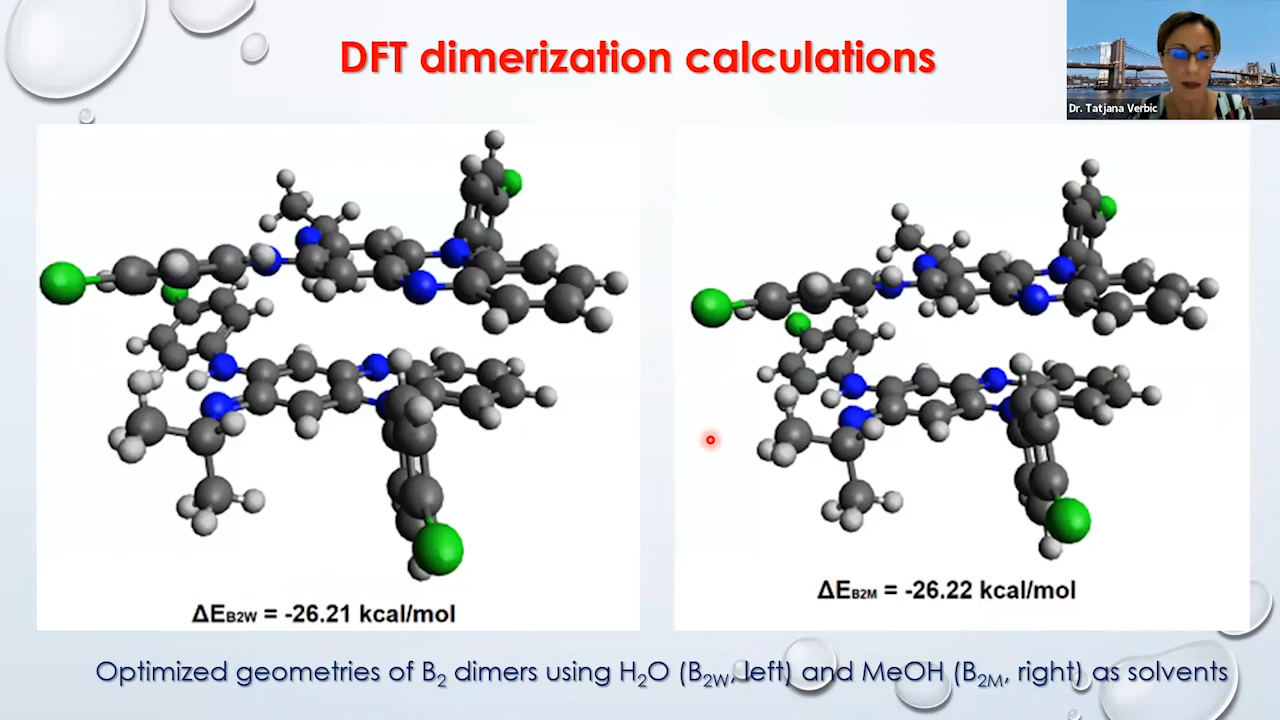 DFT dimerization calculations
Dr. Tatjana Verbic
ΔEB2W = -26.21 kcal/mol
ΔEB2M = -26.22 kcal/mol
Optimized geometries of B2 dimers using H2O (B2W, left) and MeOH (B2M, right) as solvents